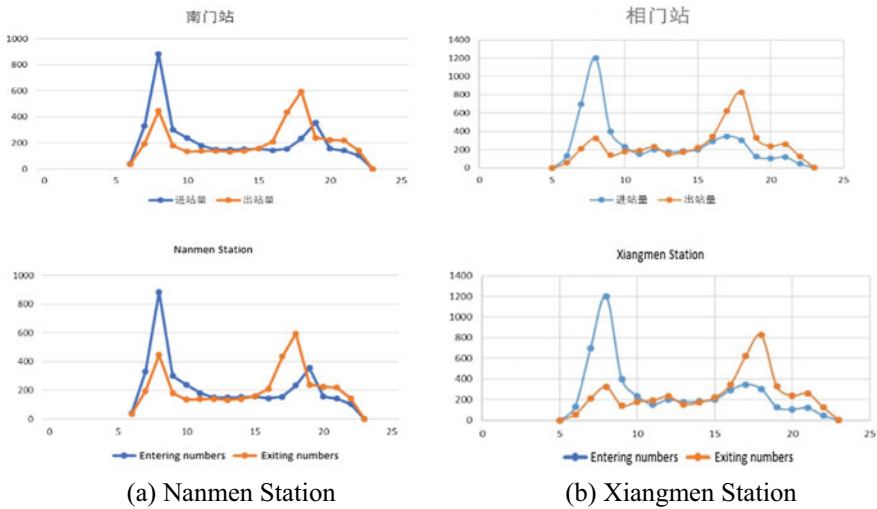 南门站
1000
800
600
400
200
0
0 5 10 15 20 25
进站量 出站量
相门站
1400
1200
1000
800
600
400
200
0
0 5 10 15 20 25
进站量 出站量
Nanmen Station
1000
800
600
400
200
0
0 5 10 15 20 25
Entering numbers Exiting numbers
Xiangmen Station
1400
1200
1000
800
600
400
200
0
0 5 10 15 20 25
Entering numbers Exiting numbers
(a) Nanmen Station
(b) Xiangmen Station